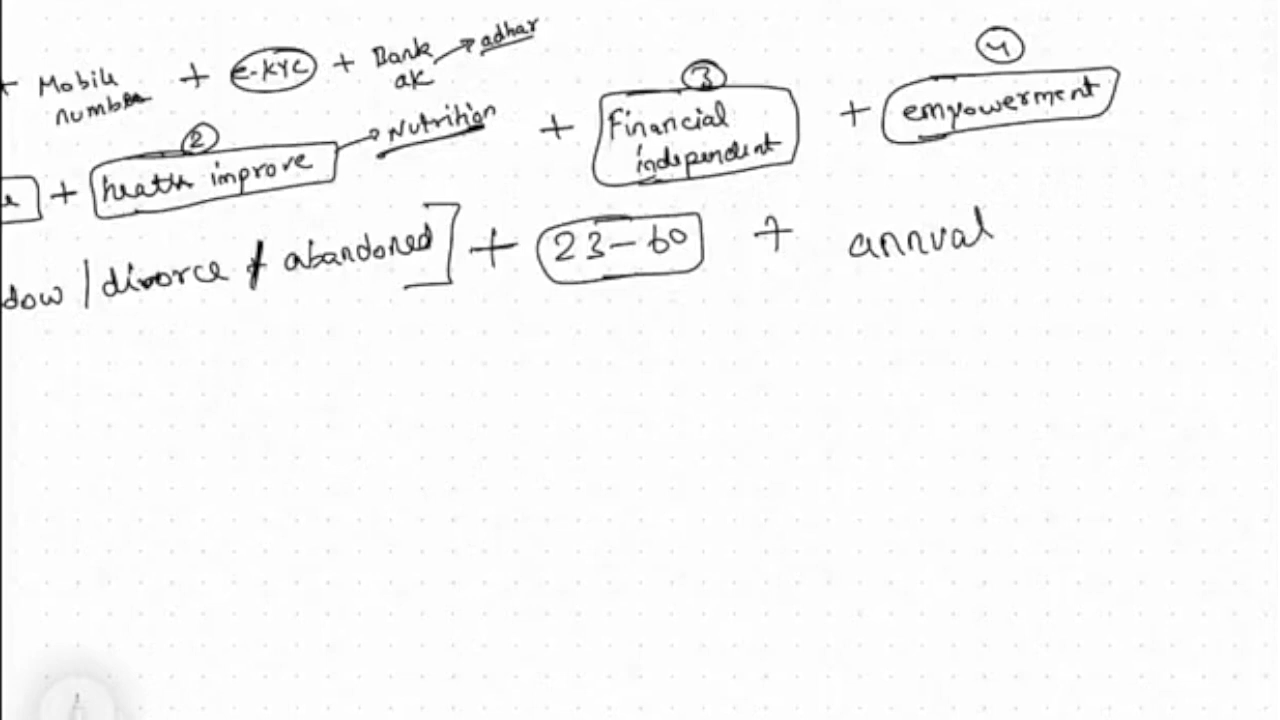 + Mobile number + e-KYC + Bank a/c → adhar
② heath improve → Nutrition + ③ Financial independent + ④ empowerment
dow / divorce / abandoned] + 23-60 + annual